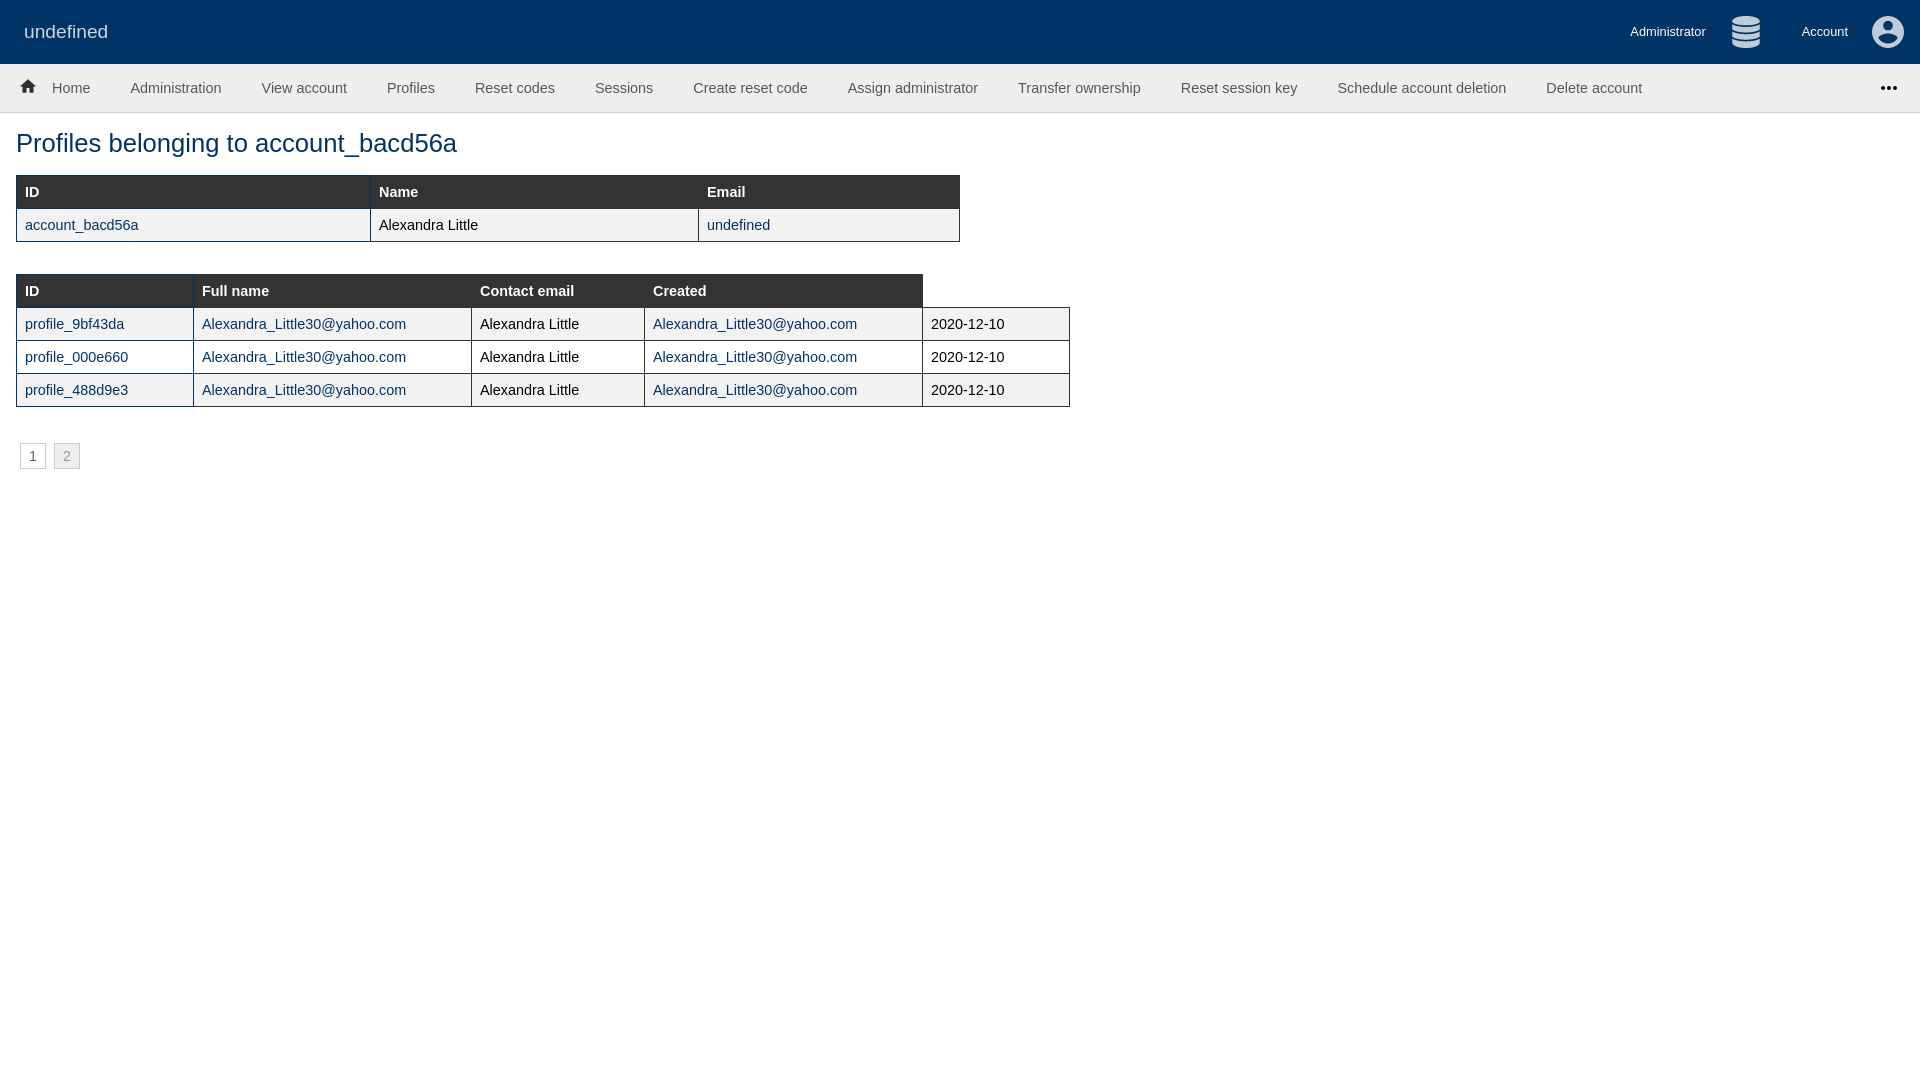 undefined
Administrator
Account
Home Administration View account Profiles Reset codes Sessions Create reset code Assign administrator Transfer ownership Reset session key Schedule account deletion Delete account
Profiles belonging to account_bacd56a
ID Name Email
account_bacd56a Alexandra Little undefined
ID Full name Contact email Created
profile_9bf43da Alexandra_Little30@yahoo.com Alexandra Little Alexandra_Little30@yahoo.com 2020-12-10
profile_000e660 Alexandra_Little30@yahoo.com Alexandra Little Alexandra_Little30@yahoo.com 2020-12-10
profile_488d9e3 Alexandra_Little30@yahoo.com Alexandra Little Alexandra_Little30@yahoo.com 2020-12-10
1 2